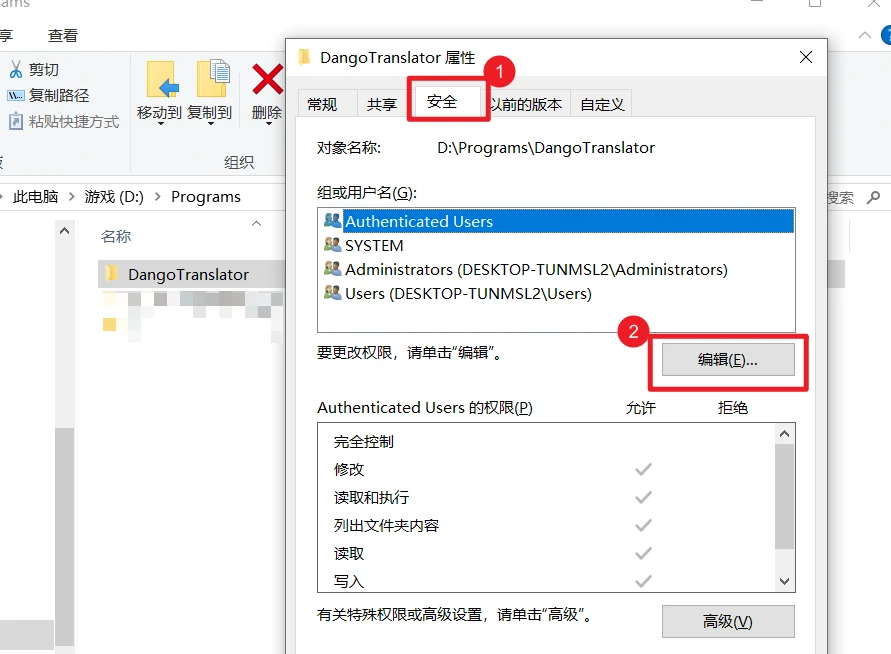 享 查看
剪切
复制路径
粘贴快捷方式
移动到
复制到
删除
组织
此电脑 > 游戏 (D:) > Programs
搜索
名称
DangoTranslator
DangoTranslator 属性
1
常规 共享 安全 以前的版本 自定义
对象名称: D:\Programs\DangoTranslator
组或用户名(G):
Authenticated Users
SYSTEM
Administrators (DESKTOP-TUNMSL2\Administrators)
Users (DESKTOP-TUNMSL2\Users)
2
要更改权限，请单击“编辑”。
编辑(E)...
Authenticated Users 的权限(P) 允许 拒绝
完全控制
修改
读取和执行
列出文件夹内容
读取
写入
有关特殊权限或高级设置，请单击“高级”。
高级(V)